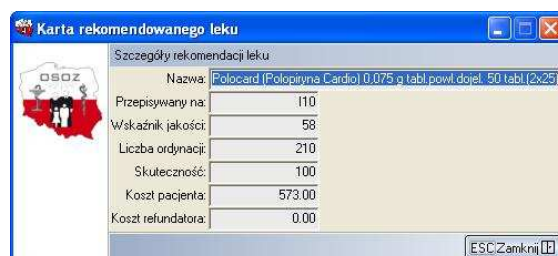 Karta rekomendowanego leku
Szczegóły rekomendacji leku
OSOZ
Nazwa: Polocard (Polopiryna Cardio) 0,075 g tabl.powl.dojel. 50 tabl.(2x25)
Przepisywany na: I10
Wskaźnik jakości: 58
Liczba ordynacji: 210
Skuteczność: 100
Koszt pacjenta: 573.00
Koszt refundatora: 0.00
ESC Zamknij